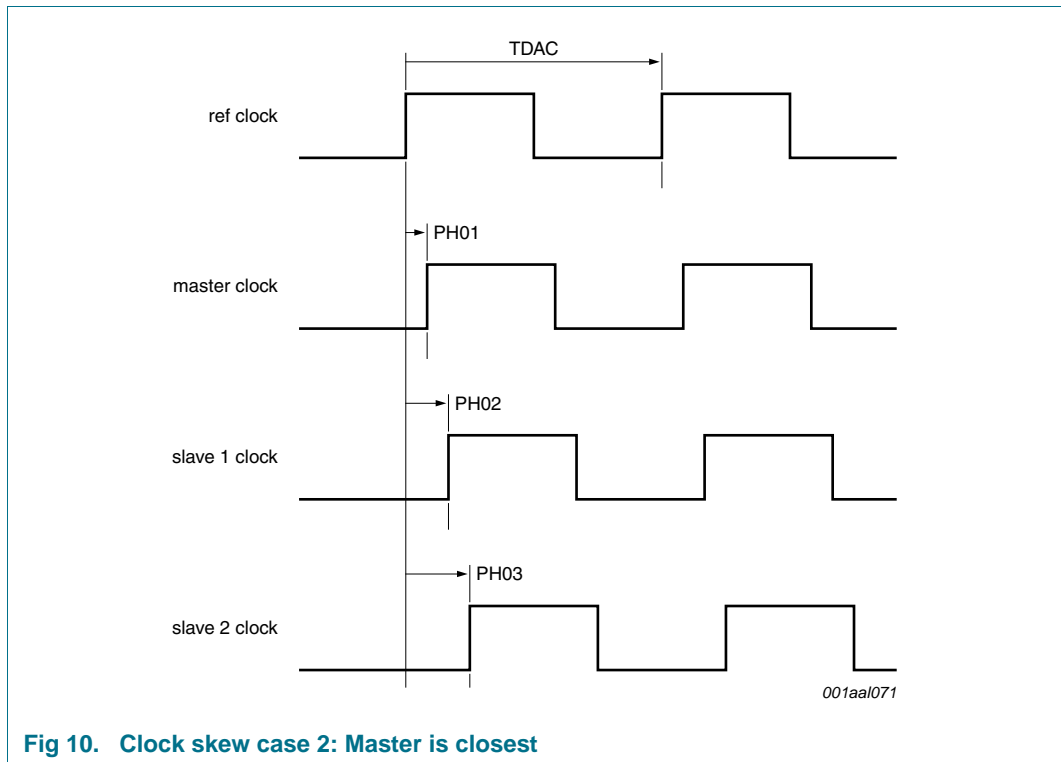 TDAC
ref clock
PH01
master clock
PH02
slave 1 clock
PH03
slave 2 clock
001aal071
Fig 10. Clock skew case 2: Master is closest